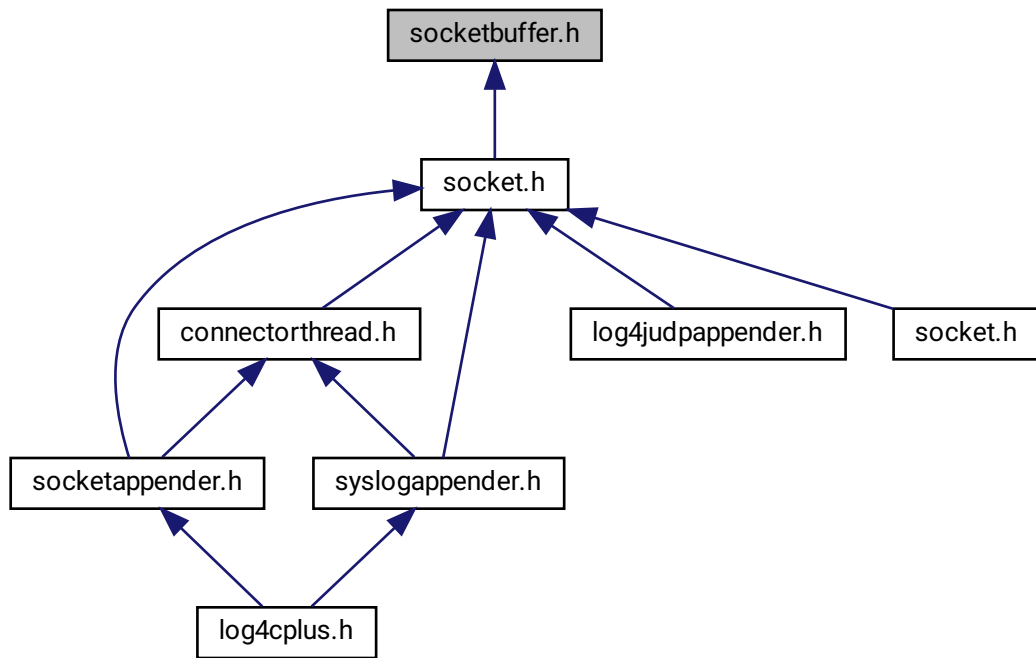 socketbuffer.h
socket.h
connectorthread.h
log4judpappender.h
socket.h
socketappender.h
syslogappender.h
log4cplus.h